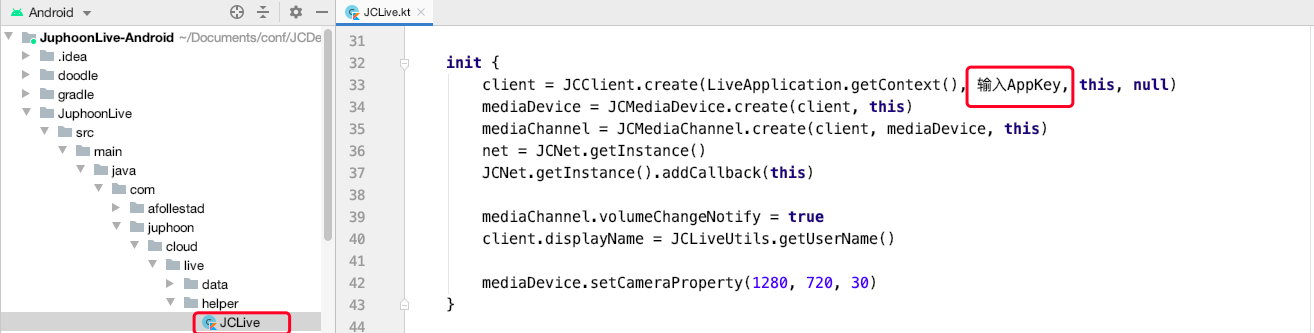 Android
JuphoonLive-Android ~/Documents/conf/JCDe
.idea
doodle
gradle
JuphoonLive
src
main
java
com
afollestad
juphoon
cloud
live
data
helper
JCLive
JCLive.kt
31
32 init {
33 client = JCClient.create(LiveApplication.getContext(), 输入AppKey, this, null)
34 mediaDevice = JCMediaDevice.create(client, this)
35 mediaChannel = JCMediaChannel.create(client, mediaDevice, this)
36 net = JCNet.getInstance()
37 JCNet.getInstance().addCallback(this)
38
39 mediaChannel.volumeChangeNotify = true
40 client.displayName = JCLiveUtils.getUserName()
41
42 mediaDevice.setCameraProperty(1280, 720, 30)
43 }
44